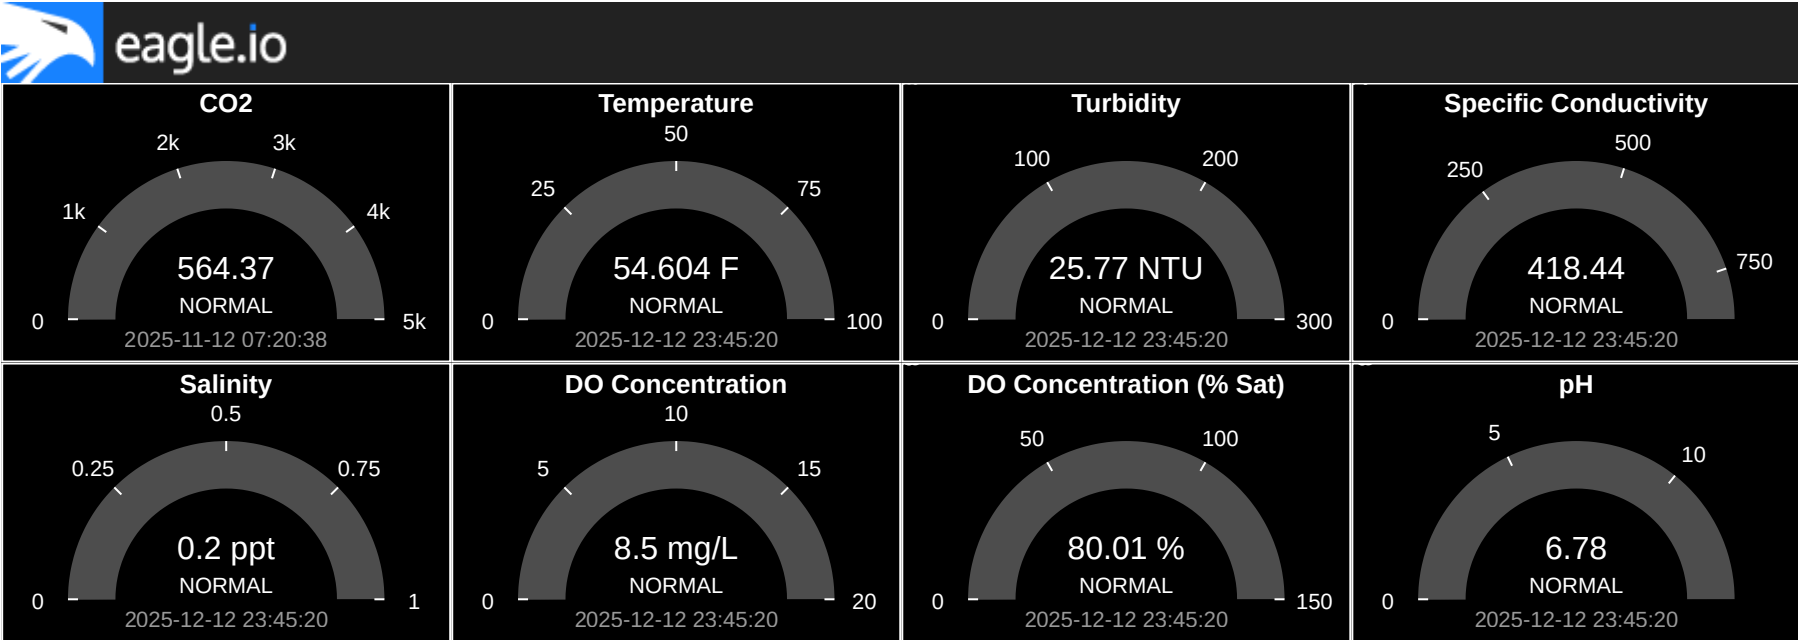 eagle.io
CO2
2k
3k
1k
4k
564.37
NORMAL
0
5k
2025-11-12 07:20:38
Temperature
50
25
75
54.604 F
NORMAL
0
100
2025-12-12 23:45:20
Turbidity
100
200
25.77 NTU
NORMAL
0
300
2025-12-12 23:45:20
Specific Conductivity
500
250
750
418.44
NORMAL
0
2025-12-12 23:45:20
Salinity
0.5
0.25
0.75
0.2 ppt
NORMAL
0
1
2025-12-12 23:45:20
DO Concentration
10
5
15
8.5 mg/L
NORMAL
0
20
2025-12-12 23:45:20
DO Concentration (% Sat)
50
100
80.01 %
NORMAL
0
150
2025-12-12 23:45:20
pH
5
10
6.78
NORMAL
0
2025-12-12 23:45:20